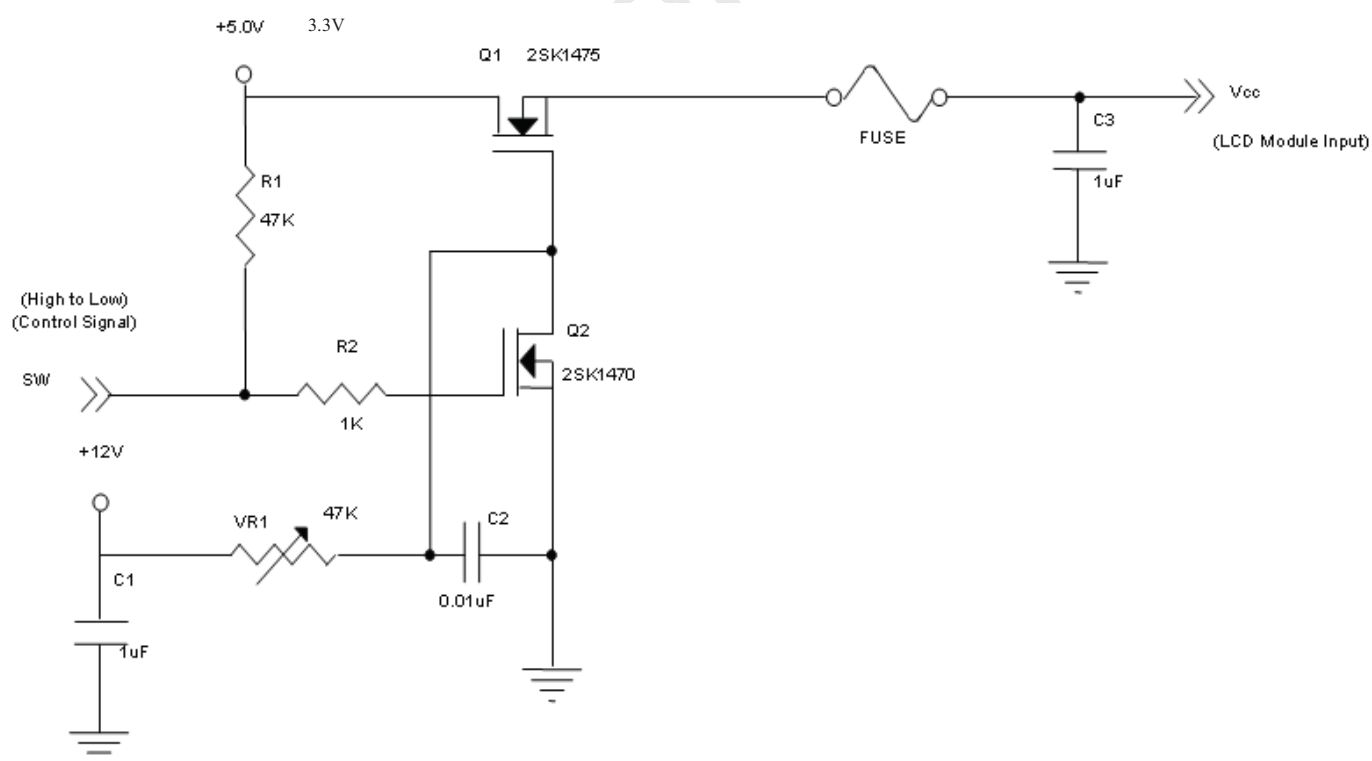 +5.0V 3.3V
Q1 2SK1475
Vcc
C3
FUSE
(LCD Module Input)
R1
1uF
47K
(High to Low)
(Control Signal)
Q2
R2
SW
2SK1470
1K
+12V
VR1
47K
C2
C1
0.01uF
1uF